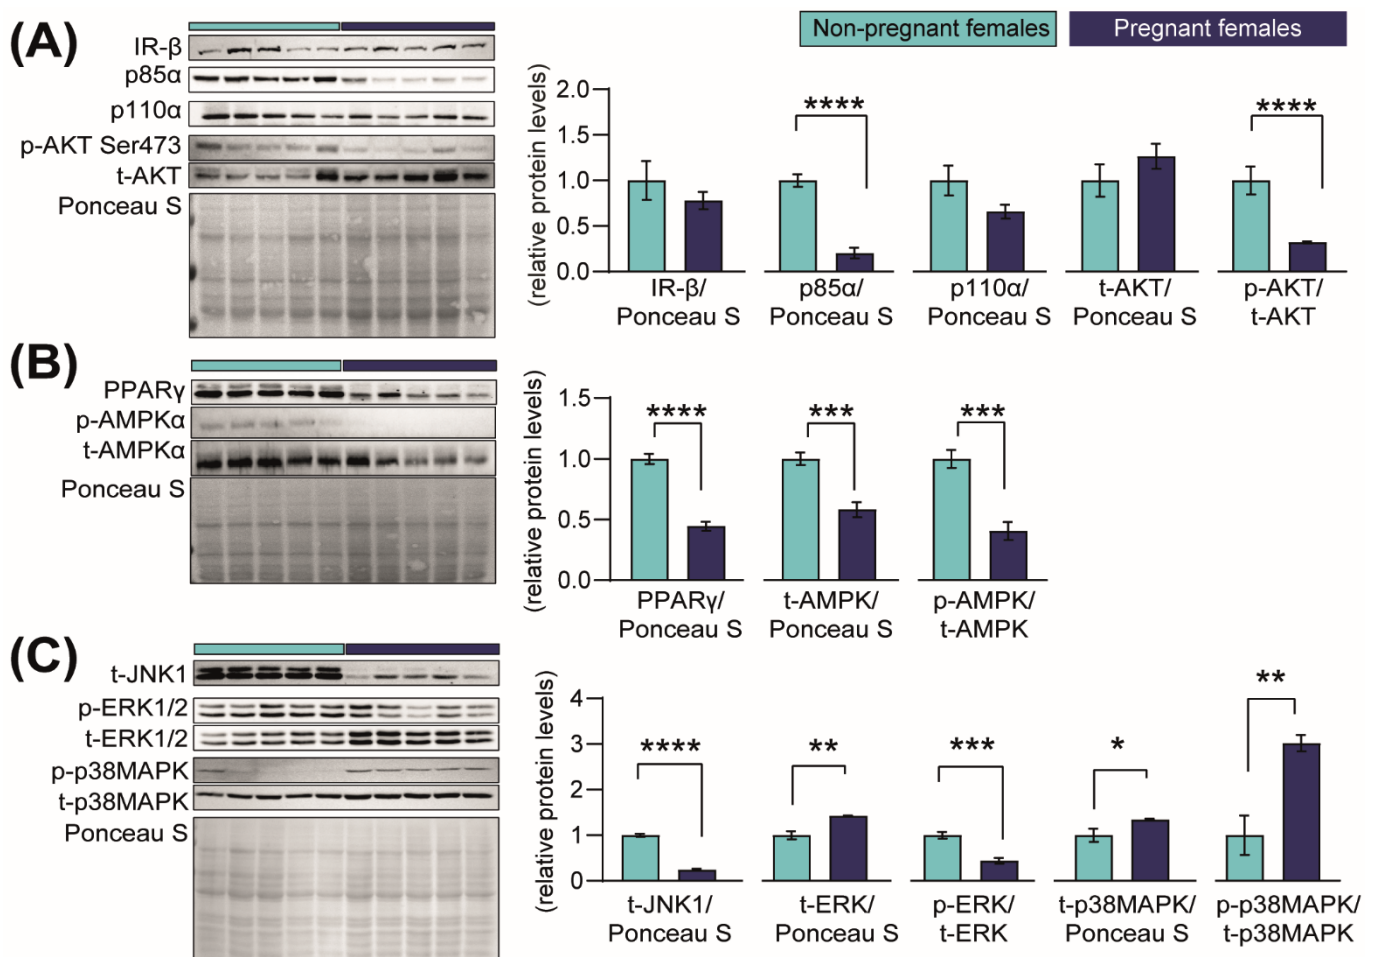 Non-pregnant females
Pregnant females
(A)
IR-β
p85α
p110α
p-AKT Ser473
t-AKT
Ponceau S
(relative protein levels)
2.0
1.5
1.0
0.5
0.0
****
****
IR-β/
Ponceau S
p85α/
Ponceau S
p110α/
Ponceau S
t-AKT/
Ponceau S
p-AKT/
t-AKT
(B)
PPARγ
p-AMPKα
t-AMPKα
Ponceau S
(relative protein levels)
1.5
1.0
0.5
0.0
****
***
***
PPARγ/
Ponceau S
t-AMPK/
Ponceau S
p-AMPK/
t-AMPK
(C)
t-JNK1
p-ERK1/2
t-ERK1/2
p-p38MAPK
t-p38MAPK
Ponceau S
(relative protein levels)
4
3
2
1
0
****
**
***
*
**
t-JNK1/
Ponceau S
t-ERK/
Ponceau S
p-ERK/
t-ERK
t-p38MAPK/
Ponceau S
p-p38MAPK/
t-p38MAPK